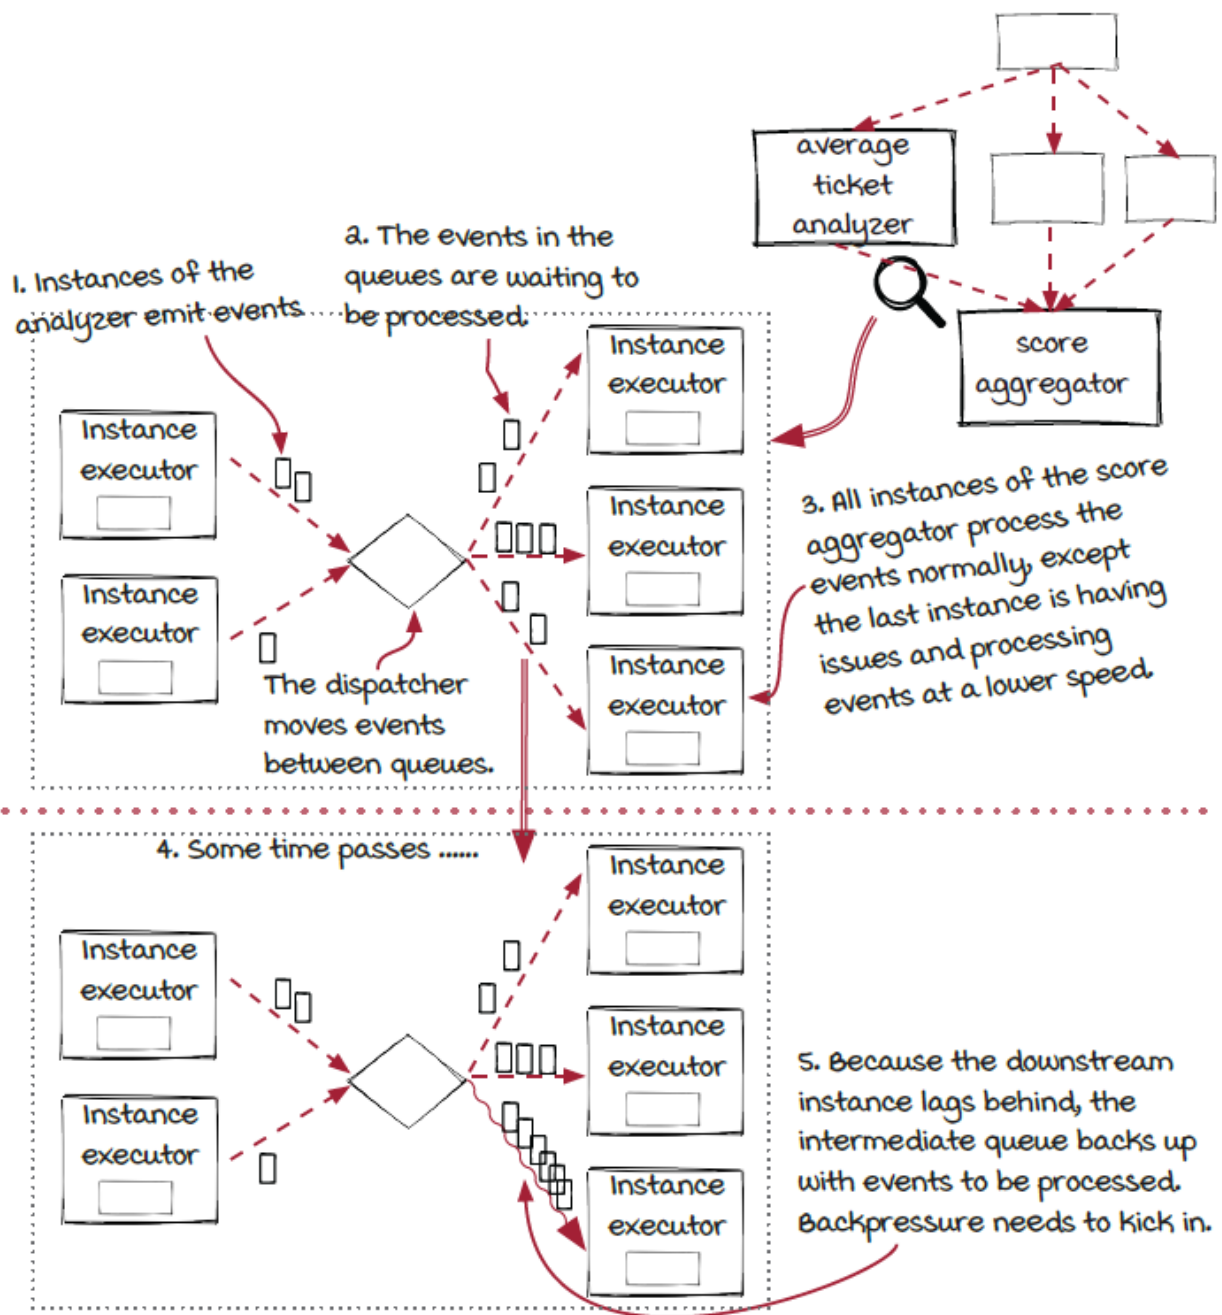 average
ticket
analyzer
score
aggregator
1. Instances of the
analyzer emit events
2. The events in the
queues are waiting to
be processed.
Instance
executor
Instance
executor
Instance
executor
Instance
executor
Instance
executor
The dispatcher
moves events
between queues.
3. All instances of the score
aggregator process the
events normally, except
the last instance is having
issues and processing
events at a lower speed.
4. Some time passes ......
Instance
executor
Instance
executor
Instance
executor
Instance
executor
Instance
executor
5. Because the downstream
instance lags behind, the
intermediate queue backs up
with events to be processed.
Backpressure needs to kick in.